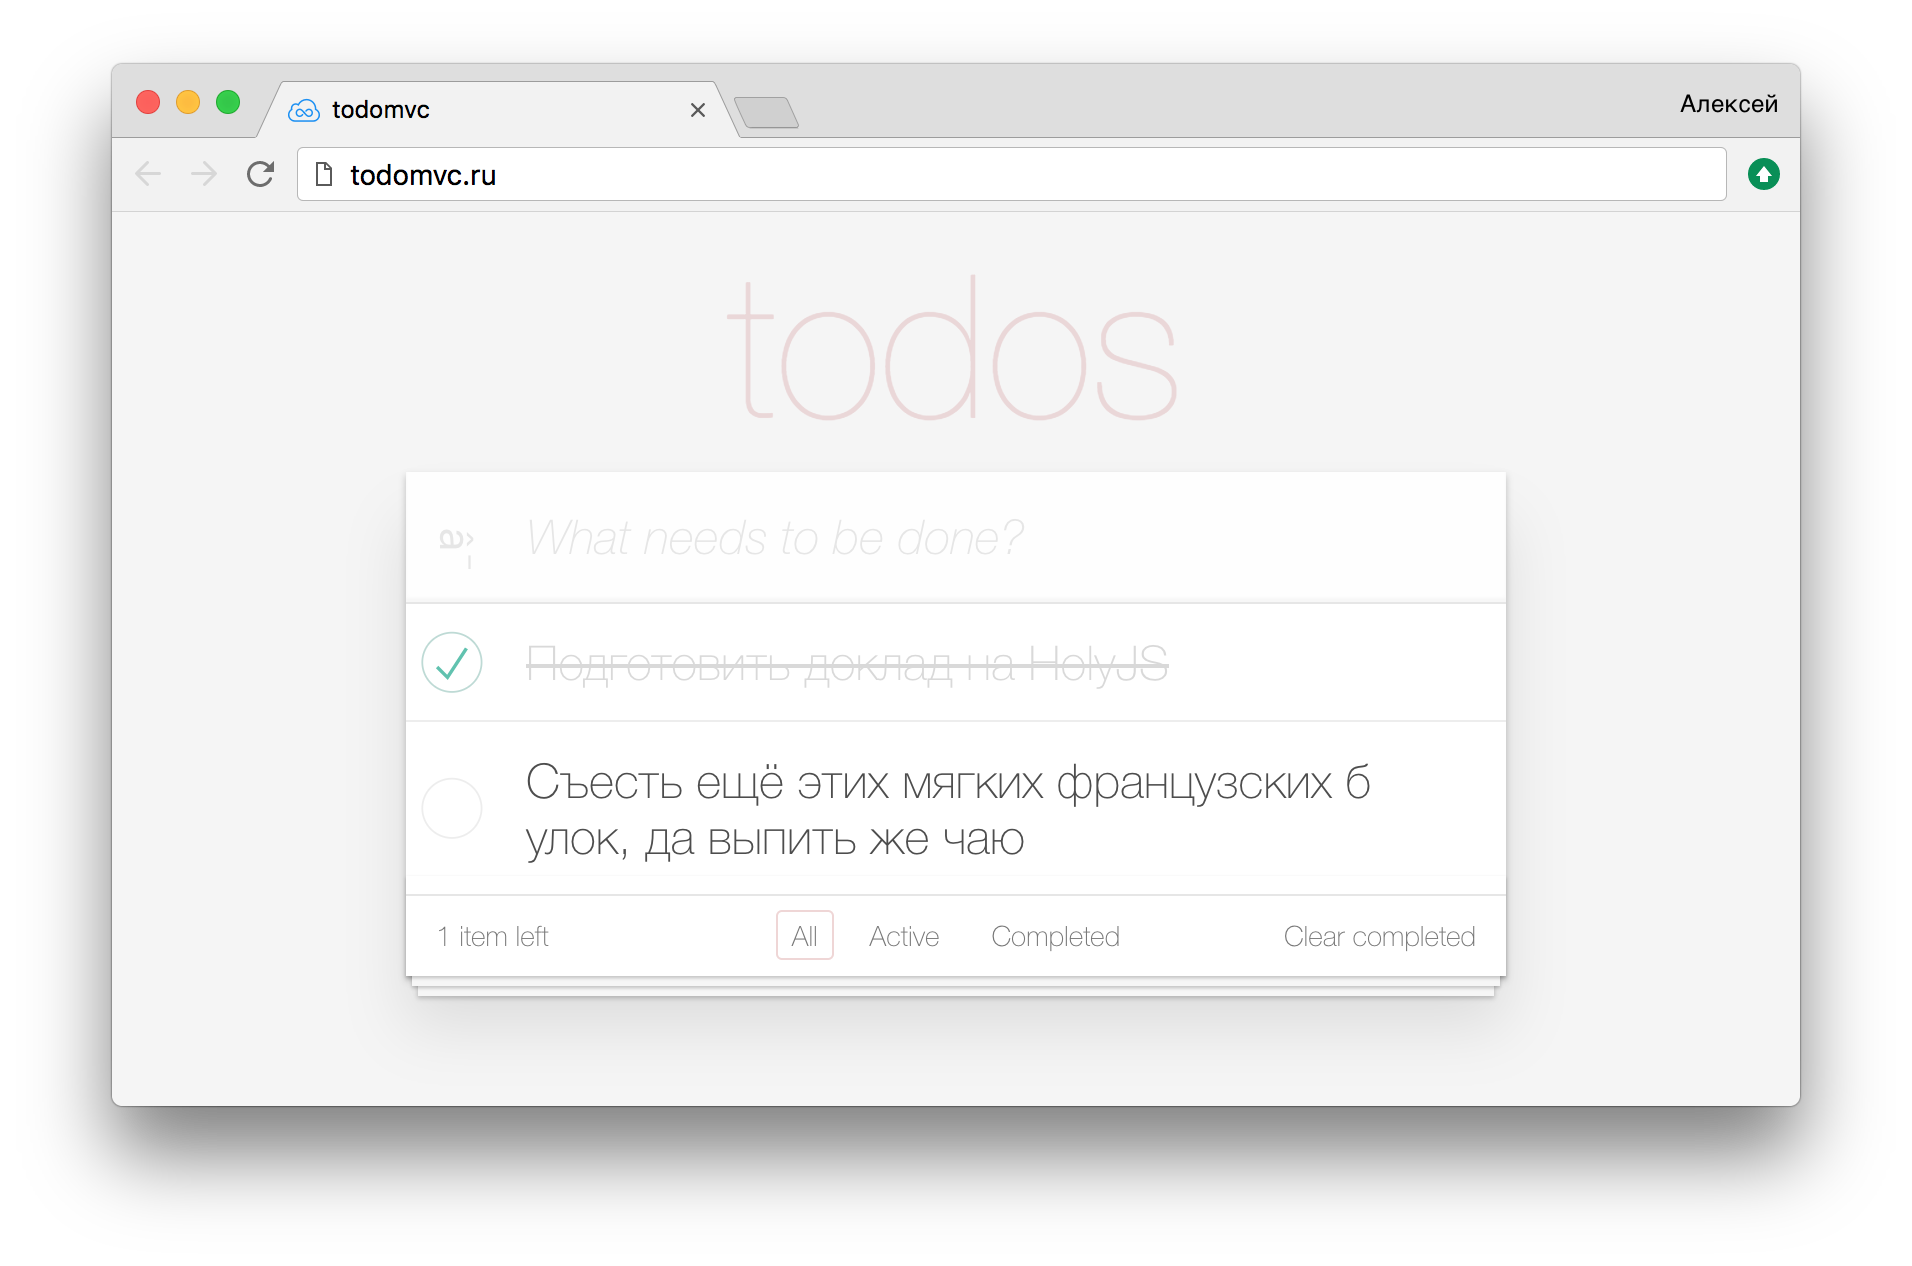 todomvc
Алексей
todomvc.ru
todos
â¯
What needs to be done?
Подготовить доклад на HolyJS
Съесть ещё этих мягких французских б
улок, да выпить же чаю
1 item left
All
Active
Completed
Clear completed